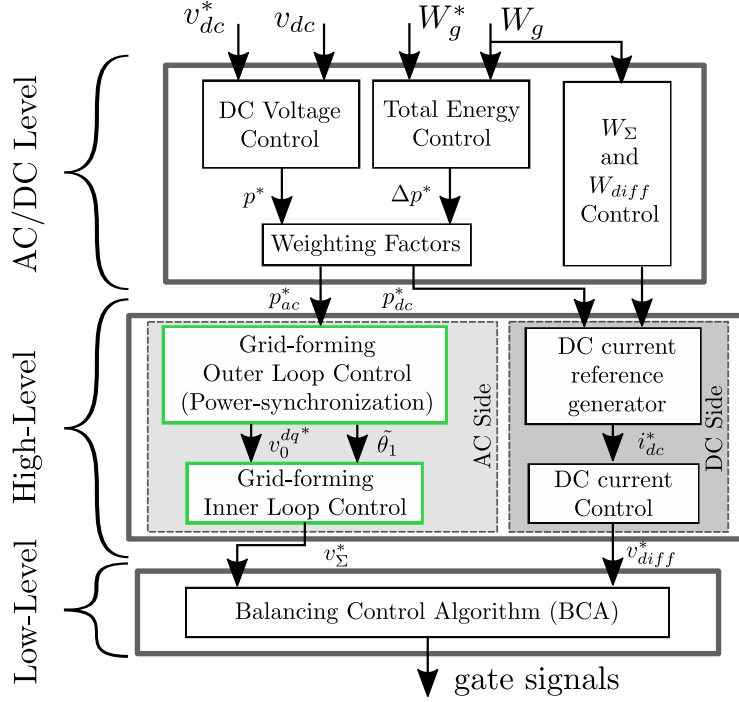 v*dc
vdc
W*g
Wg
AC/DC Level
DC Voltage
Control
Total Energy
Control
WΣ
and
Wdiff
Control
p*
Δp*
Weighting Factors
p*ac
p*dc
High-Level
Grid-forming
Outer Loop Control
(Power-synchronization)
AC Side
DC current
reference
generator
DC Side
v0^dq*
θ̃1
i*dc
Grid-forming
Inner Loop Control
DC current
Control
v*Σ
v*diff
Low-Level
Balancing Control Algorithm (BCA)
gate signals